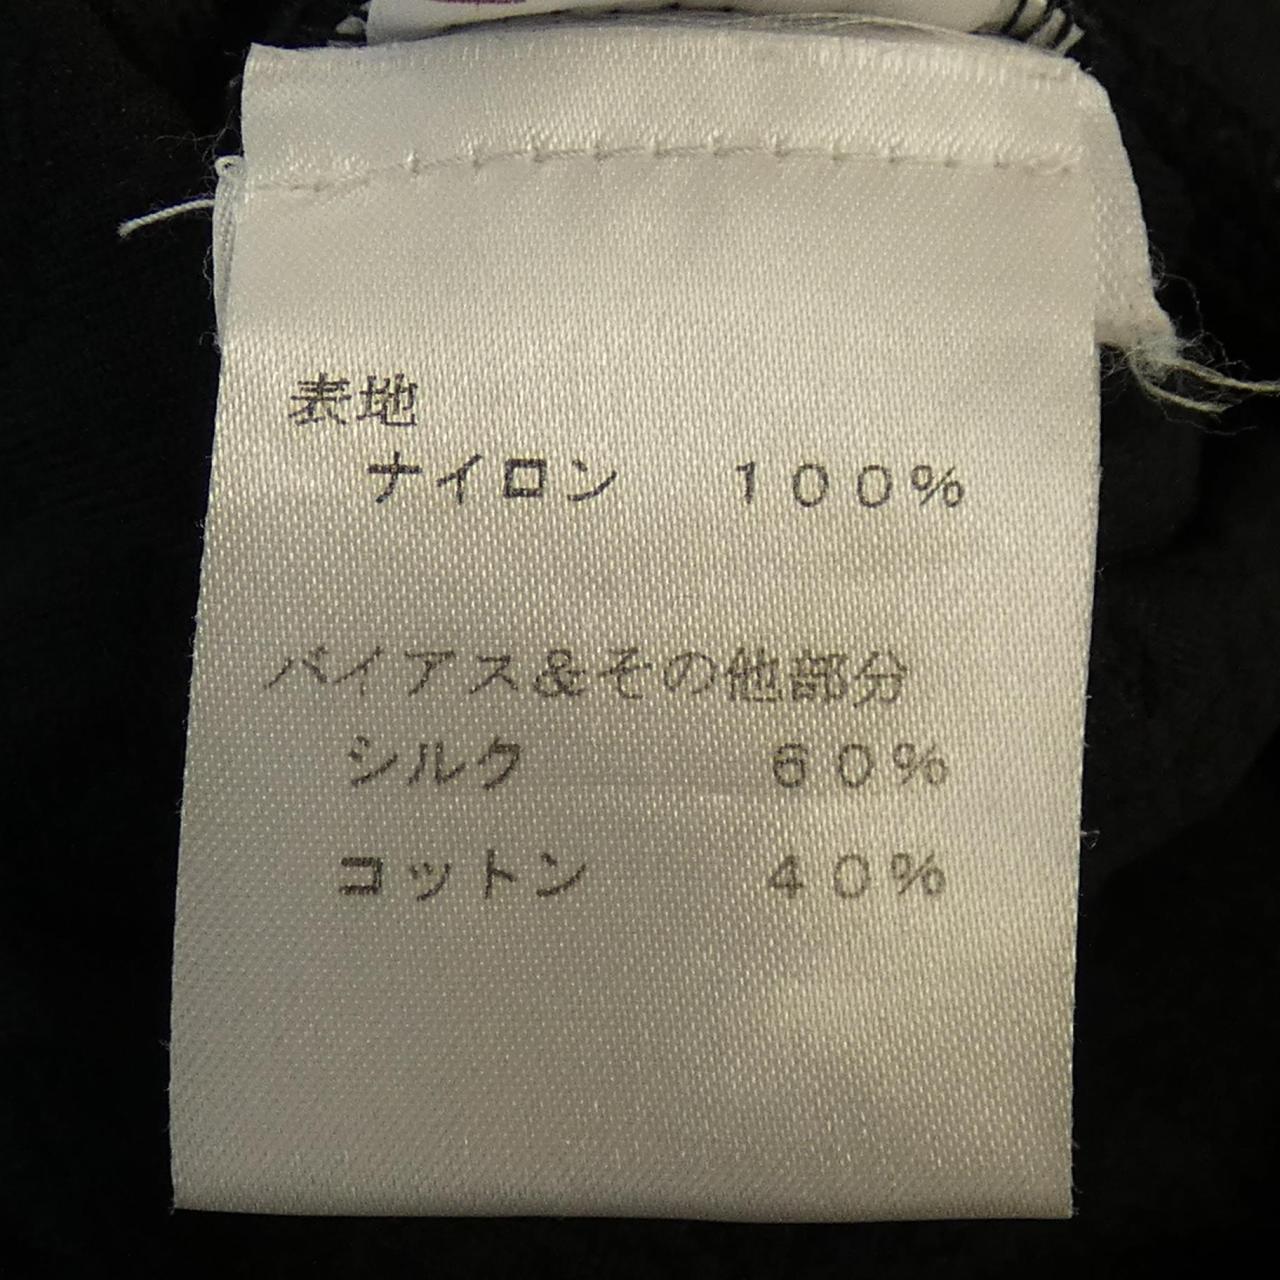 表地
ナイロン １００％
バイアス＆その他部分
シルク ６０％
コットン ４０％